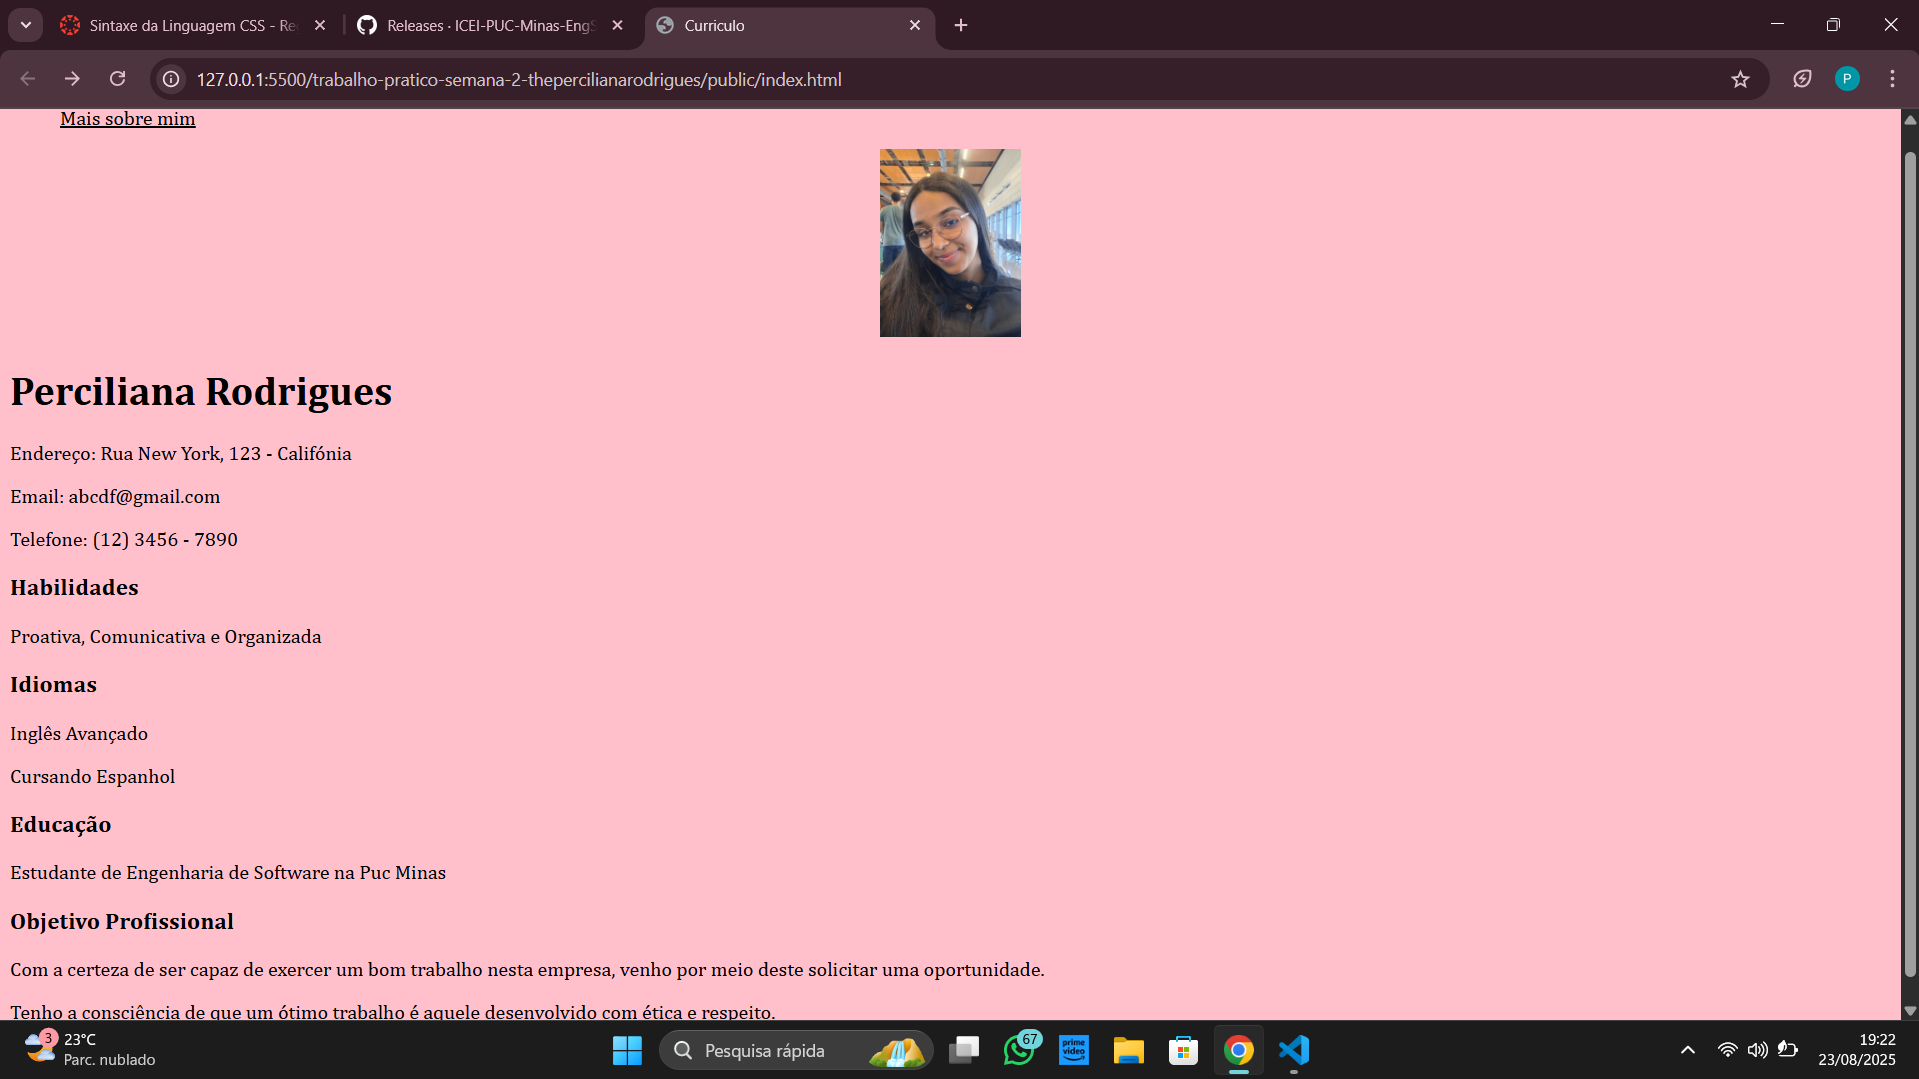 Sintaxe da Linguagem CSS - Re
Releases · ICEI-PUC-Minas-EngS
Curriculo
127.0.0.1:5500/trabalho-pratico-semana-2-thepercilianarodrigues/public/index.html
P
Mais sobre mim
Perciliana Rodrigues
Endereço: Rua New York, 123 - Califónia
Email: abcdf@gmail.com
Telefone: (12) 3456 - 7890
Habilidades
Proativa, Comunicativa e Organizada
Idiomas
Inglês Avançado
Cursando Espanhol
Educação
Estudante de Engenharia de Software na Puc Minas
Objetivo Profissional
Com a certeza de ser capaz de exercer um bom trabalho nesta empresa, venho por meio deste solicitar uma oportunidade.
Tenho a consciência de que um ótimo trabalho é aquele desenvolvido com ética e respeito.
3
23°C
Parc. nublado
Pesquisa rápida
67
prime video
19:22
23/08/2025